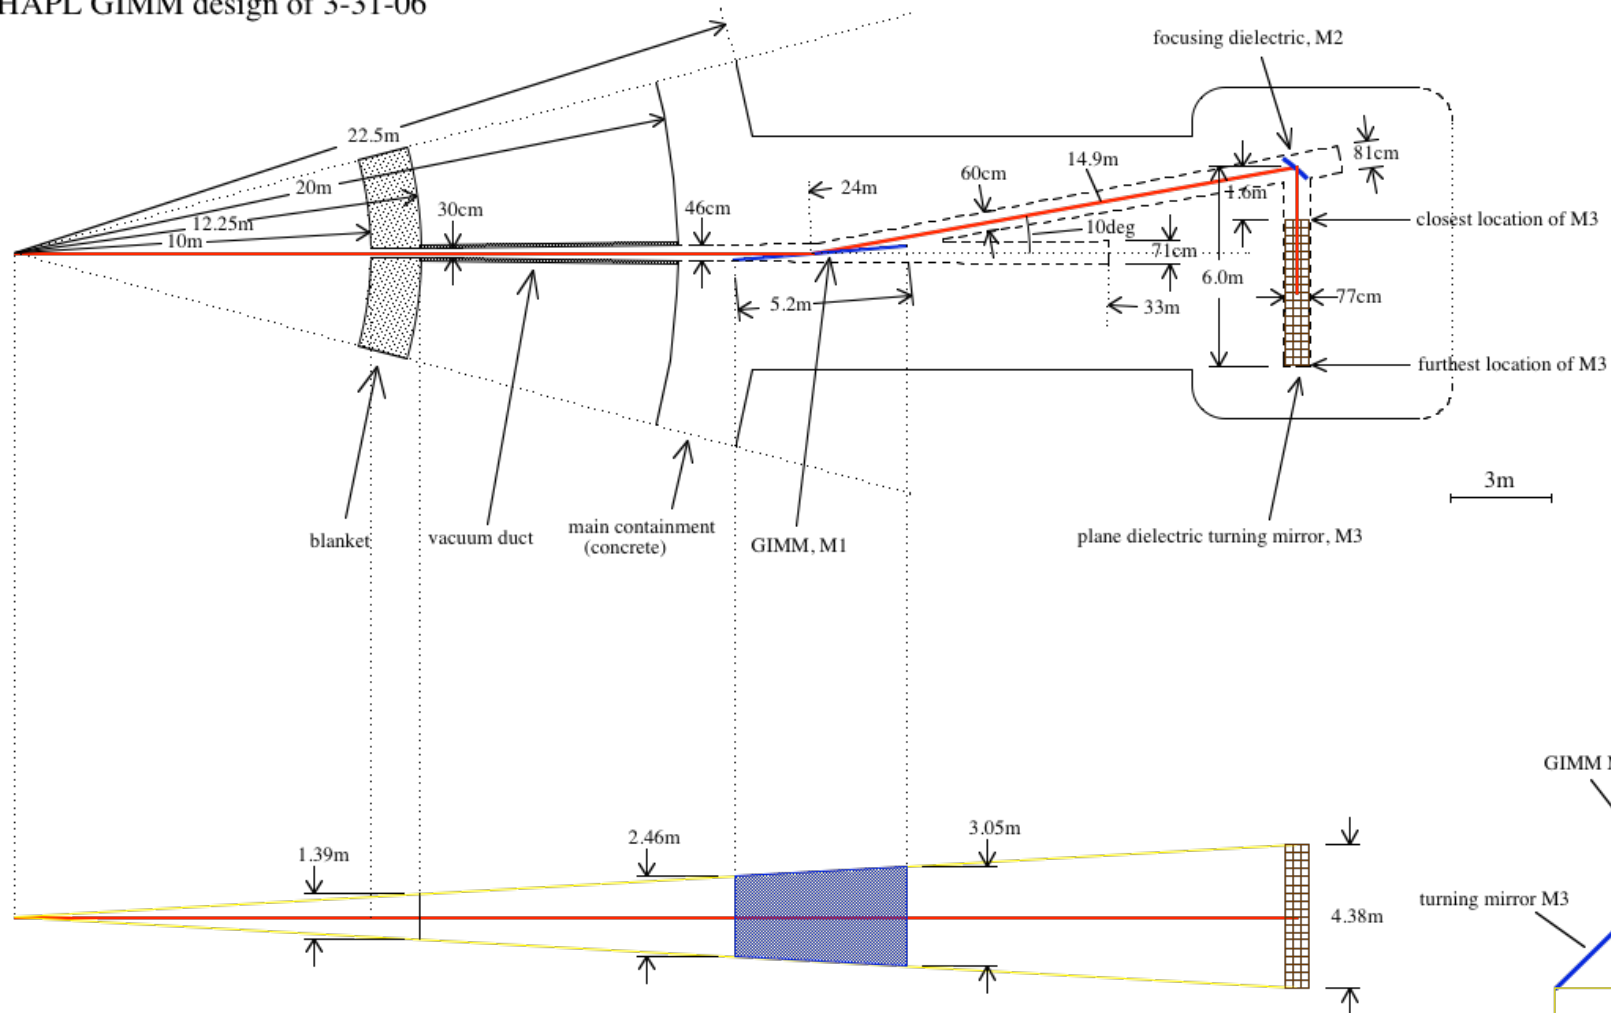 HAPL GIMM design of 3-31-06
focusing dielectric, M2
22.5m
20m
12.25m
10m
30cm
46cm
24m
60cm
14.9m
1.6m
81cm
closest location of M3
10deg
71cm
6.0m
77cm
5.2m
33m
furthest location of M3
3m
blanket
vacuum duct
main containment
(concrete)
GIMM, M1
plane dielectric turning mirror, M3
GIMM
1.39m
2.46m
3.05m
4.38m
turning mirror M3